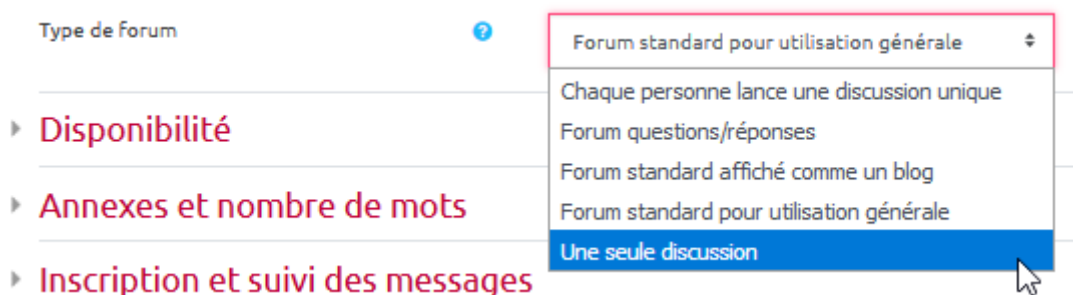 Type de forum
Forum standard pour utilisation générale
Chaque personne lance une discussion unique
Forum questions/réponses
Forum standard affiché comme un blog
Forum standard pour utilisation générale
Une seule discussion
Disponibilité
Annexes et nombre de mots
Inscription et suivi des messages